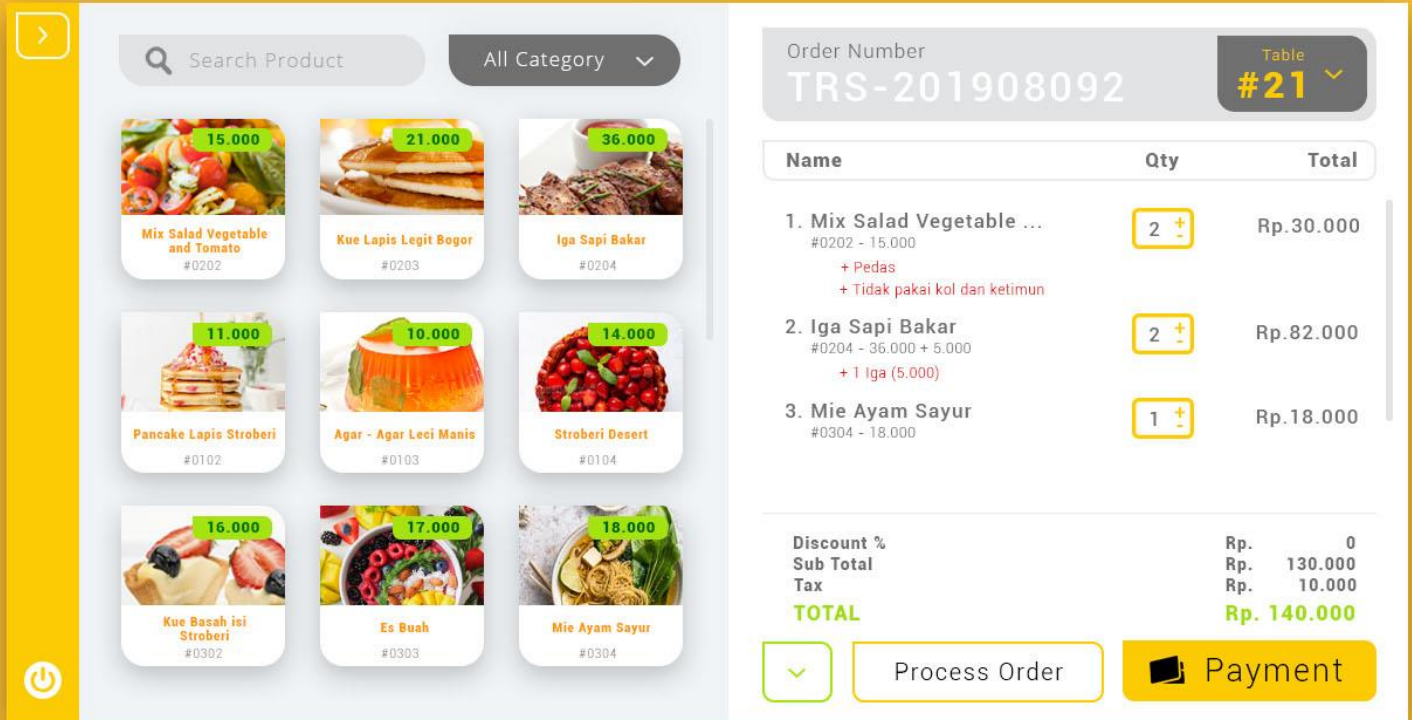 Search Product
All Category
15.000
Mix Salad Vegetable
and Tomato
#0202
21.000
Kue Lapis Legit Bogor
#0203
36.000
Iga Sapi Bakar
#0204
11.000
Pancake Lapis Stroberi
#0102
10.000
Agar - Agar Leci Manis
#0103
14.000
Stroberi Desert
#0104
16.000
Kue Basah isi
Stroberi
#0302
17.000
Es Buah
#0303
18.000
Mie Ayam Sayur
#0304
Order Number
TRS-201908092
Table
#21
Name Qty Total
1. Mix Salad Vegetable ... 2 + - Rp.30.000
#0202 - 15.000
+ Pedas
+ Tidak pakai kol dan ketimun
2. Iga Sapi Bakar 2 + - Rp.82.000
#0204 - 36.000 + 5.000
+ 1 Iga (5.000)
3. Mie Ayam Sayur 1 + - Rp.18.000
#0304 - 18.000
Discount % Rp. 0
Sub Total Rp. 130.000
Tax Rp. 10.000
TOTAL Rp. 140.000
Process Order
Payment